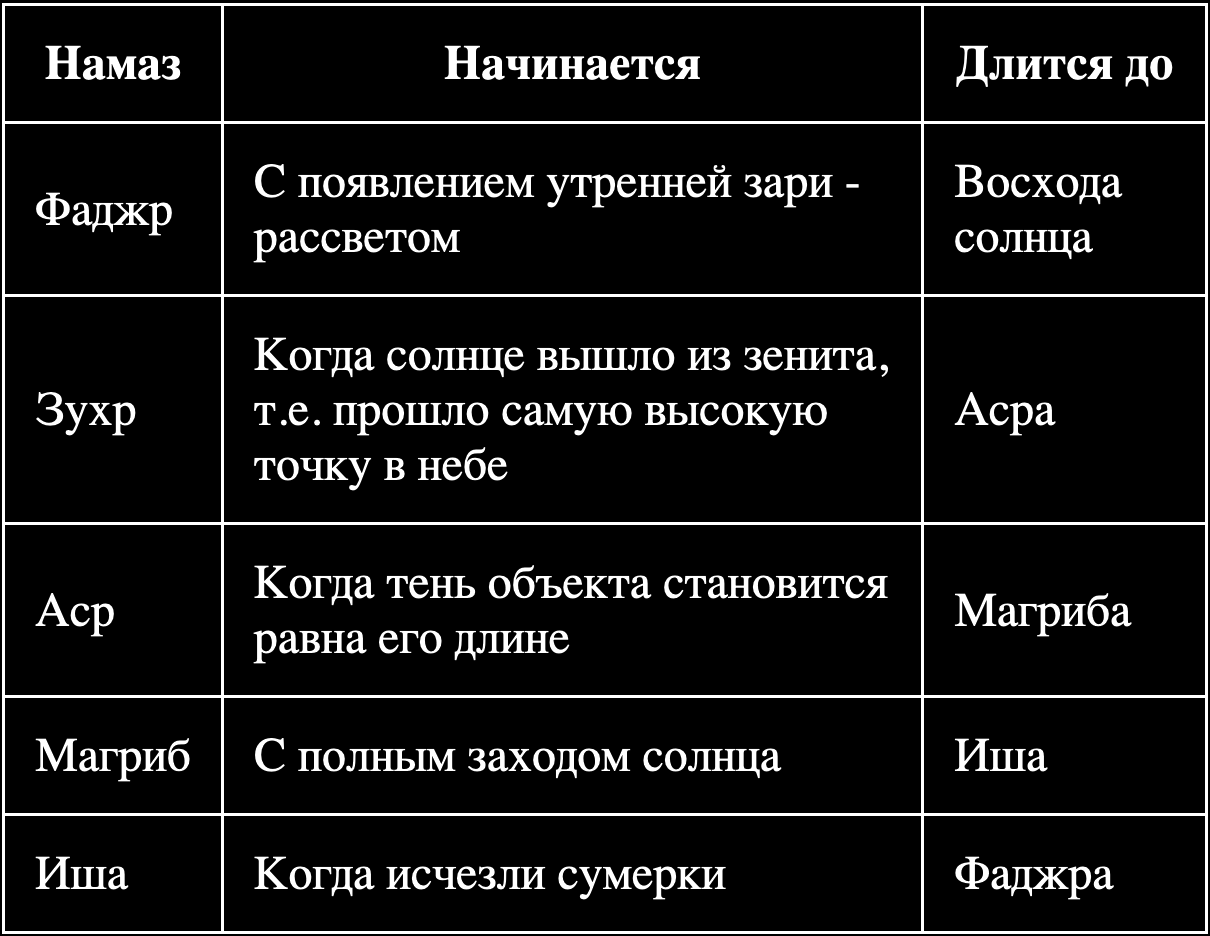 Намаз
Начинается
Длится до
Фаджр
С появлением утренней зари -
рассветом
Восхода
солнца
Зухр
Когда солнце вышло из зенита,
т.е. прошло самую высокую
точку в небе
Асра
Аср
Когда тень объекта становится
равна его длине
Магриба
Магриб
С полным заходом солнца
Иша
Иша
Когда исчезли сумерки
Фаджра